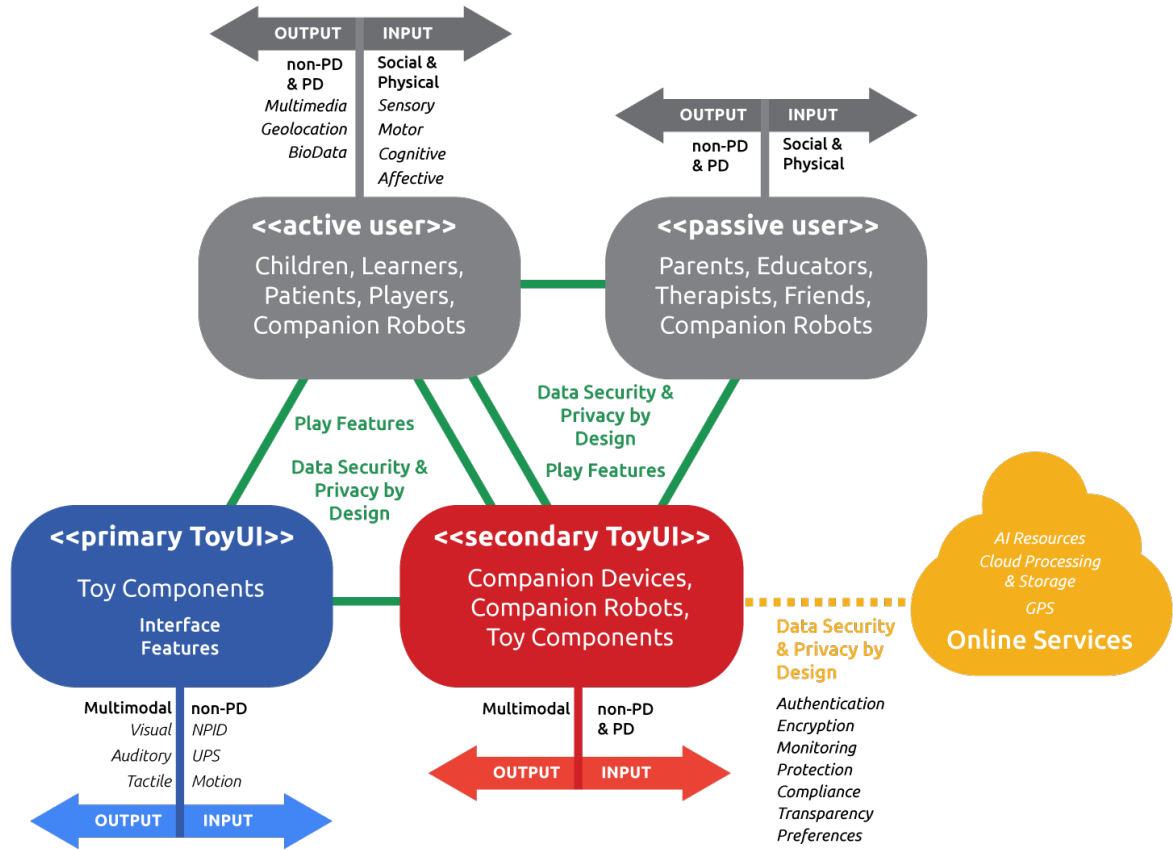 OUTPUT
INPUT
non-PD
& PD
Multimedia
Geolocation
BioData
Social &
Physical
Sensory
Motor
Cognitive
Affective
OUTPUT
INPUT
non-PD
& PD
Social &
Physical
<<active user>>
Children, Learners,
Patients, Players,
Companion Robots
<<passive user>>
Parents, Educators,
Therapists, Friends,
Companion Robots
Play Features
Data Security &
Privacy by
Design
Data Security &
Privacy by
Design
Play Features
<<primary ToyUI>>
Toy Components
Interface
Features
<<secondary ToyUI>>
Companion Devices,
Companion Robots,
Toy Components
AI Resources
Cloud Processing
& Storage
GPS
Online Services
Data Security
& Privacy by
Design
Authentication
Encryption
Monitoring
Protection
Compliance
Transparency
Preferences
Multimodal
Visual
Auditory
Tactile
non-PD
NPID
UPS
Motion
OUTPUT
INPUT
Multimodal
non-PD
& PD
OUTPUT
INPUT